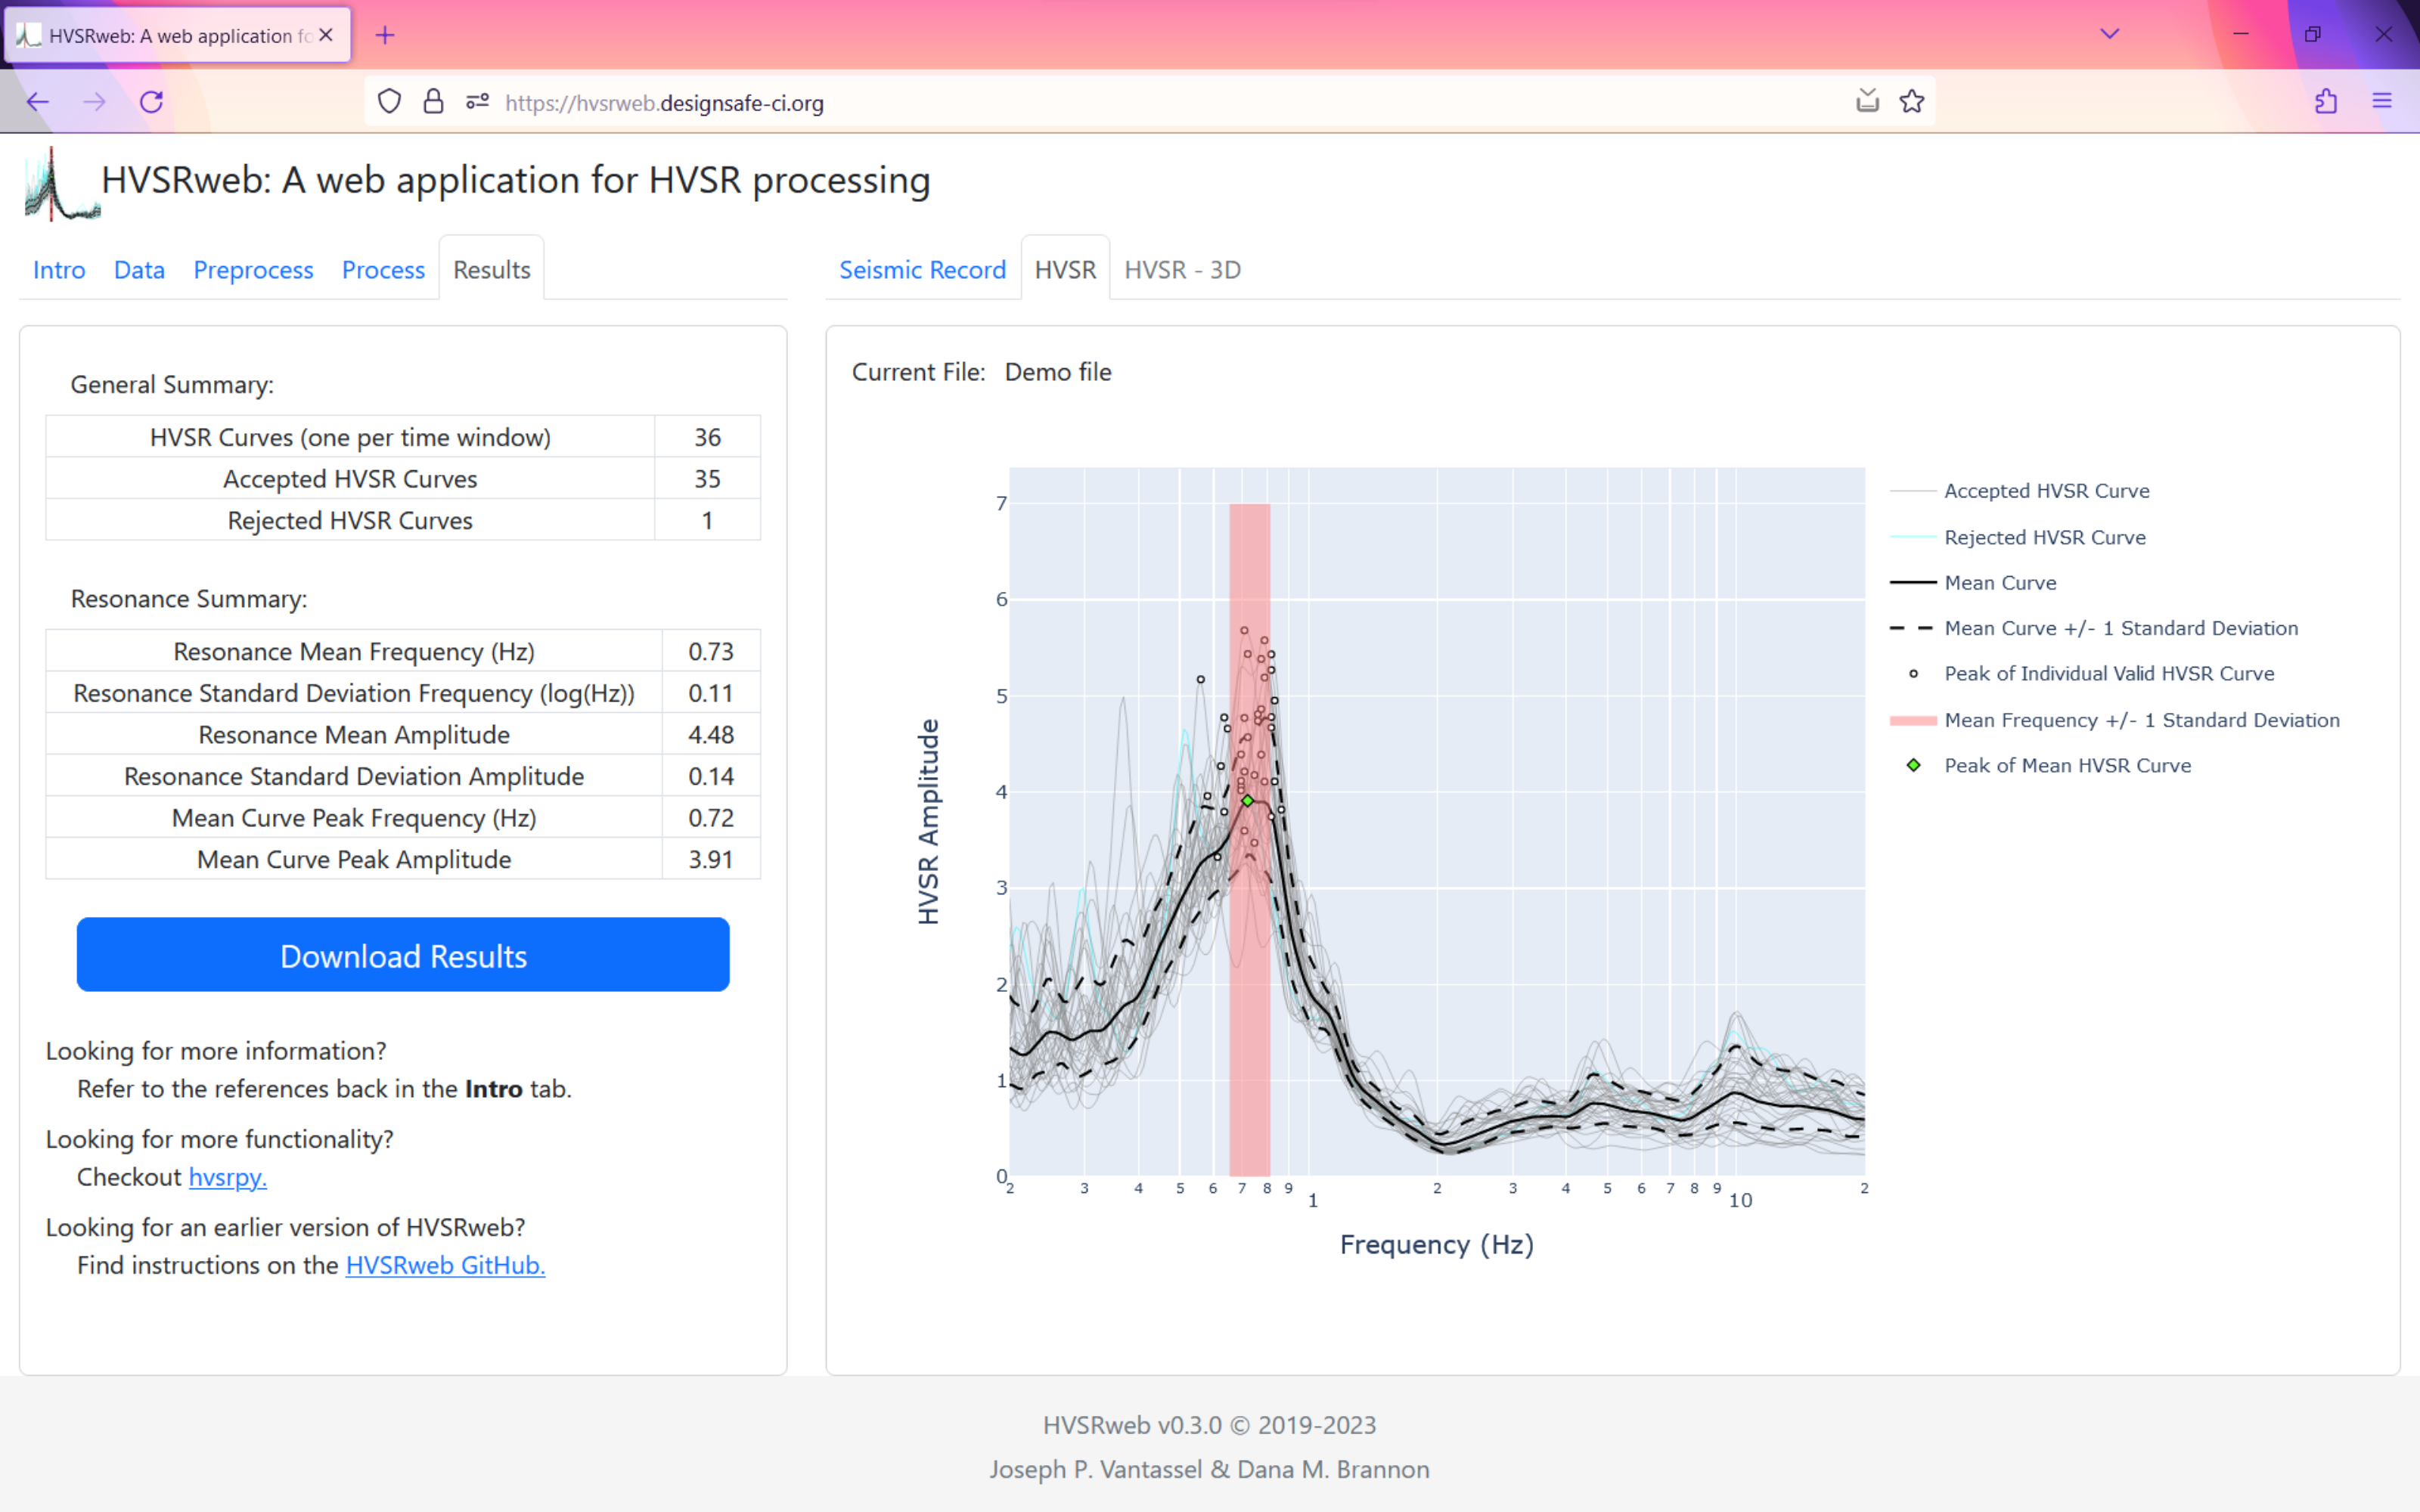 HVSRweb: A web application fo
https://hvsrweb.designsafe-ci.org
HVSRweb: A web application for HVSR processing
Intro Data Preprocess Process Results
General Summary:
HVSR Curves (one per time window) 36
Accepted HVSR Curves 35
Rejected HVSR Curves 1
Resonance Summary:
Resonance Mean Frequency (Hz) 0.73
Resonance Standard Deviation Frequency (log(Hz)) 0.11
Resonance Mean Amplitude 4.48
Resonance Standard Deviation Amplitude 0.14
Mean Curve Peak Frequency (Hz) 0.72
Mean Curve Peak Amplitude 3.91
Download Results
Looking for more information?
Refer to the references back in the Intro tab.
Looking for more functionality?
Checkout hvsrpy.
Looking for an earlier version of HVSRweb?
Find instructions on the HVSRweb GitHub.
Seismic Record HVSR HVSR - 3D
Current File: Demo file
7
6
5
4
3
2
1
0
HVSR Amplitude
2 3 4 5 6 7 8 9 1 2 3 4 5 6 7 8 9 10 2
Frequency (Hz)
Accepted HVSR Curve
Rejected HVSR Curve
Mean Curve
Mean Curve +/- 1 Standard Deviation
Peak of Individual Valid HVSR Curve
Mean Frequency +/- 1 Standard Deviation
Peak of Mean HVSR Curve
HVSRweb v0.3.0 © 2019-2023
Joseph P. Vantassel & Dana M. Brannon